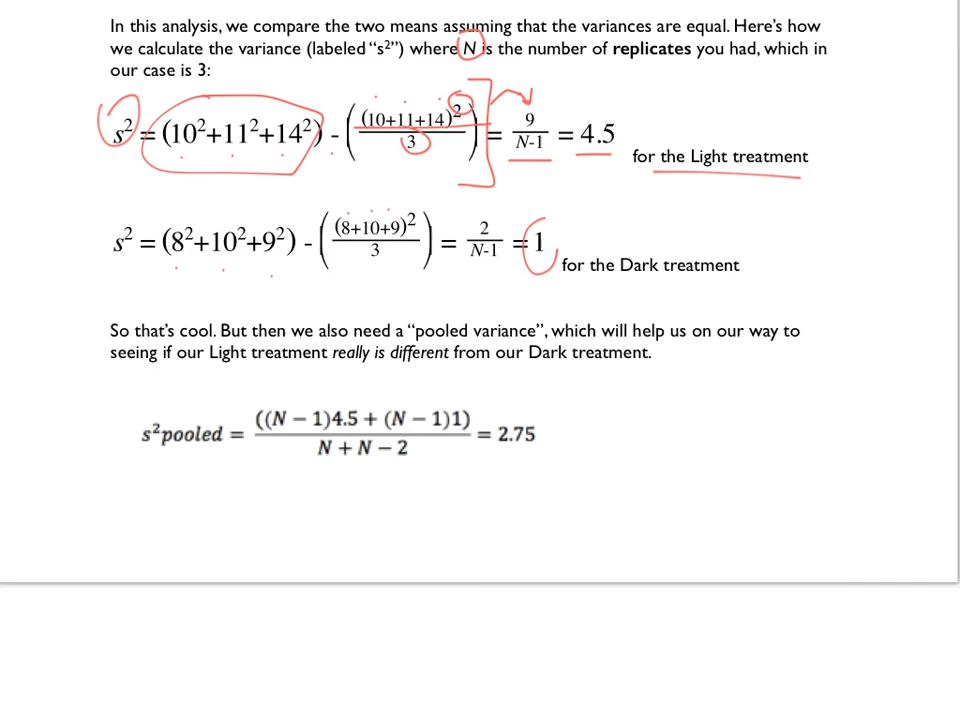 In this analysis, we compare the two means assuming that the variances are equal. Here's how
we calculate the variance (labeled “s²”) where N is the number of replicates you had, which in
our case is 3:
s² = (10²+11²+14²) - ((10+11+14)²/3) = 9/N-1 = 4.5
for the Light treatment
s² = (8²+10²+9²) - ((8+10+9)²/3) = 2/N-1 = 1
for the Dark treatment
So that's cool. But then we also need a “pooled variance”, which will help us on our way to
seeing if our Light treatment really is different from our Dark treatment.
s²pooled = ((N − 1)4.5 + (N − 1)1)/N + N − 2 = 2.75